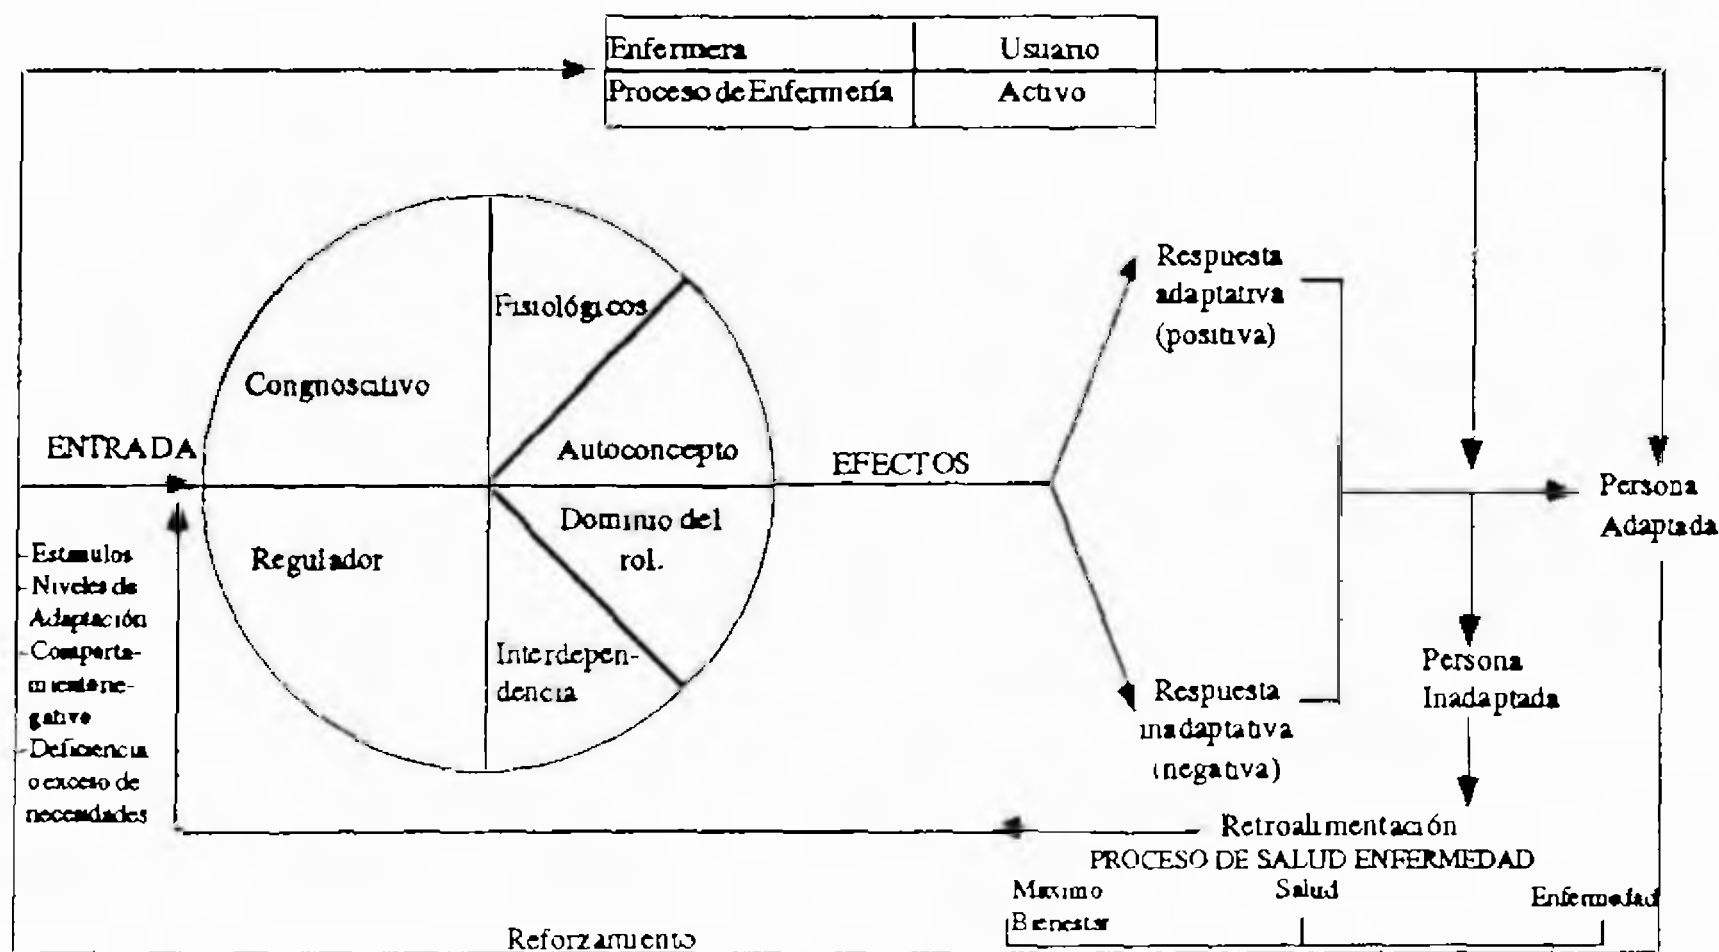 Enfermera Usuario
Proceso de Enfermería Activo
Fisiológicos
Congnoscitivo
Autoconcepto
Dominio del
rol.
Regulador
Interdepen-
dencia
ENTRADA
- Estimulos
- Niveles de
Adaptación
- Comporta-
miento ne-
gativo
- Deficiencia
o exceso de
necesidades
EFECTOS
Respuesta
adaptativa
(positiva)
Respuesta
inadaptativa
(negativa)
Persona
Adaptada
Persona
Inadaptada
Retroalimentación
PROCESO DE SALUD ENFERMEDAD
Maximo
Bienestar
Salud
Enfermedad
Reforzamiento